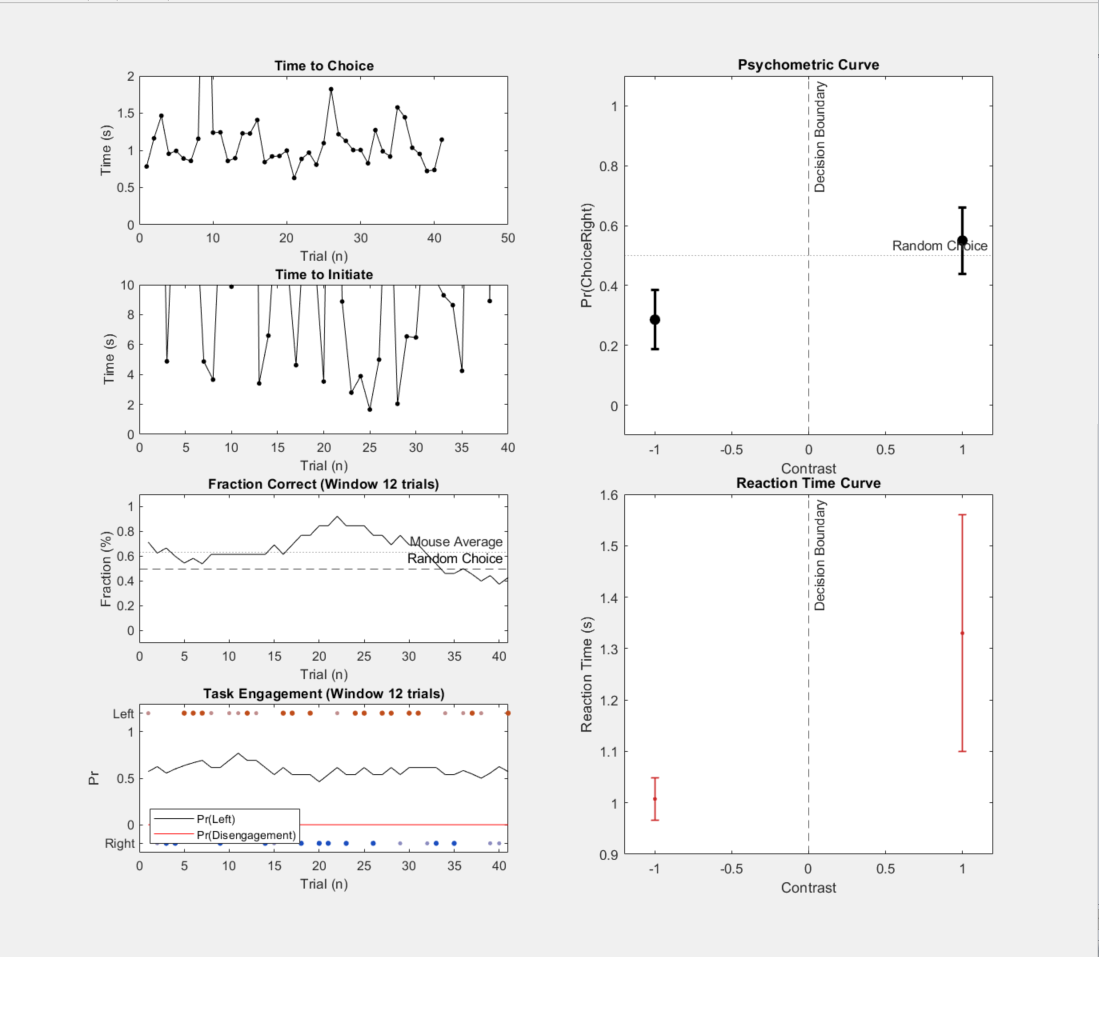 Time to Choice
Time (s)
2
1.5
1
0.5
0
0 10 20 30 40 50
Trial (n)
Time to Initiate
Time (s)
10
8
6
4
2
0
0 5 10 15 20 25 30 35 40
Trial (n)
Fraction Correct (Window 12 trials)
Fraction (%)
1
0.8
0.6
0.4
0.2
0
Mouse Average
Random Choice
0 5 10 15 20 25 30 35 40
Trial (n)
Task Engagement (Window 12 trials)
Pr
Left
1
0.5
0
Right
Pr(Left)
Pr(Disengagement)
0 5 10 15 20 25 30 35 40
Trial (n)
Psychometric Curve
Pr(ChoiceRight)
1
0.8
0.6
0.4
0.2
0
Decision Boundary
Random Choice
-1 -0.5 0 0.5 1
Contrast
Reaction Time Curve
Reaction Time (s)
1.6
1.5
1.4
1.3
1.2
1.1
1
0.9
Decision Boundary
-1 -0.5 0 0.5 1
Contrast